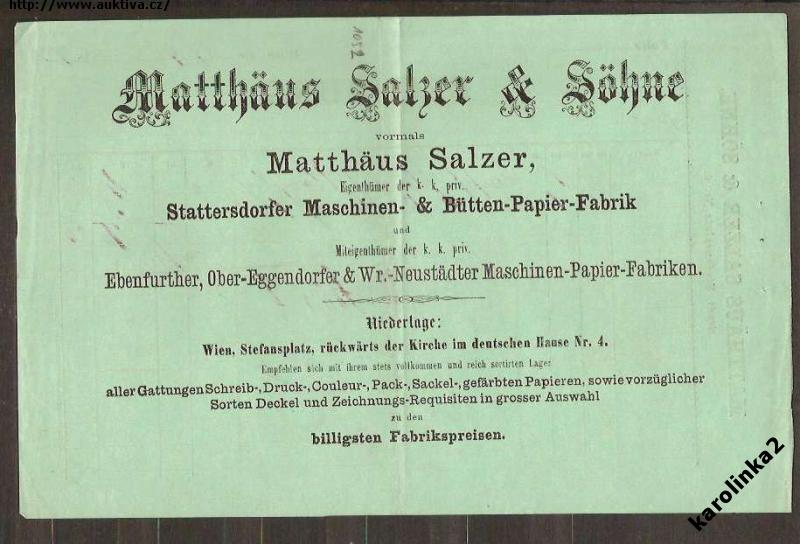 http://www.auktiva.cz/
1052
Matthäus Salzer & Söhne
vormals
Matthäus Salzer,
Eigenthümer der k. k. priv.
Stattersdorfer Maschinen- & Bütten-Papier-Fabrik
und
Miteigenthümer der k. k. priv.
Ebenfurther, Ober-Eggendorfer & Wr.-Neustädter Maschinen-Papier-Fabriken.
Niederlage:
Wien, Stefansplatz, rückwärts der Kirche im deutschen Hause Nr. 4.
Empfehlen sich mit ihrem stets vollkommen und reich sortirten Lager
aller Gattungen Schreib-, Druck-, Couleur-, Pack-, Sackel-, gefärbten Papieren, sowie vorzüglicher
Sorten Deckel und Zeichnungs-Requisiten in grosser Auswahl
zu den
billigsten Fabrikspreisen.
karolinka2